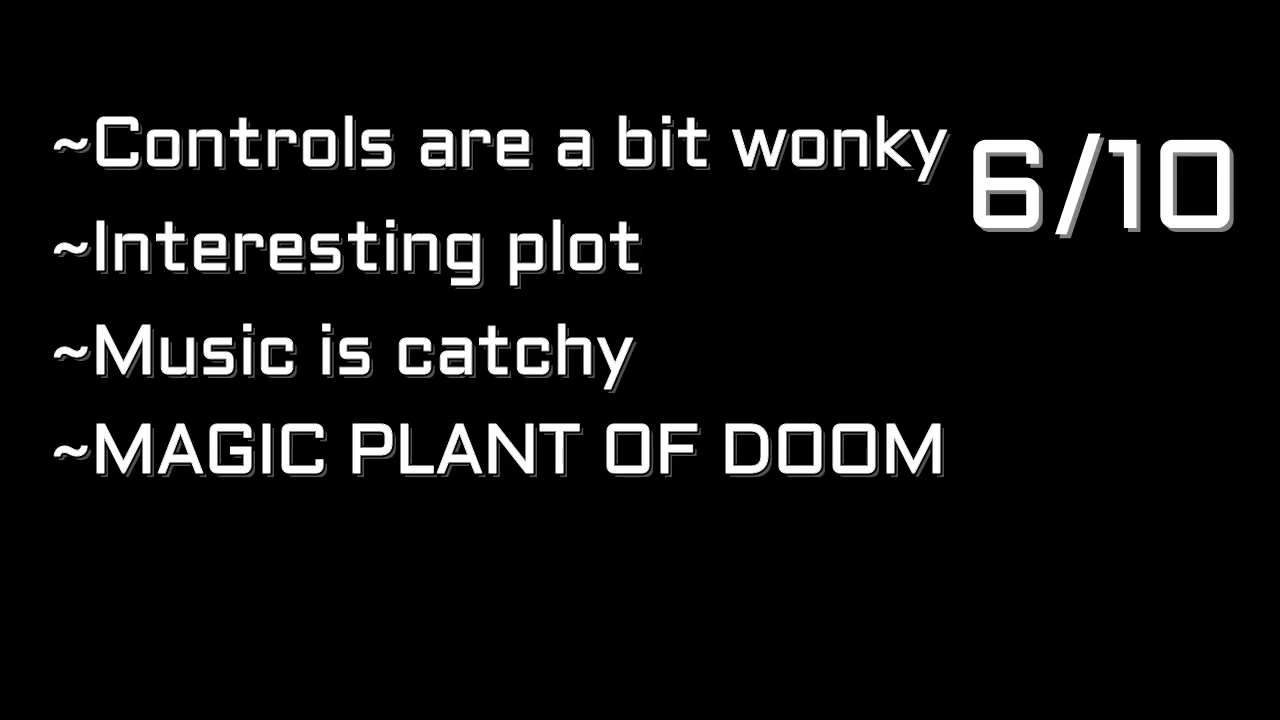 ~Controls are a bit wonky
6/10
~Interesting plot
~Music is catchy
~MAGIC PLANT OF DOOM